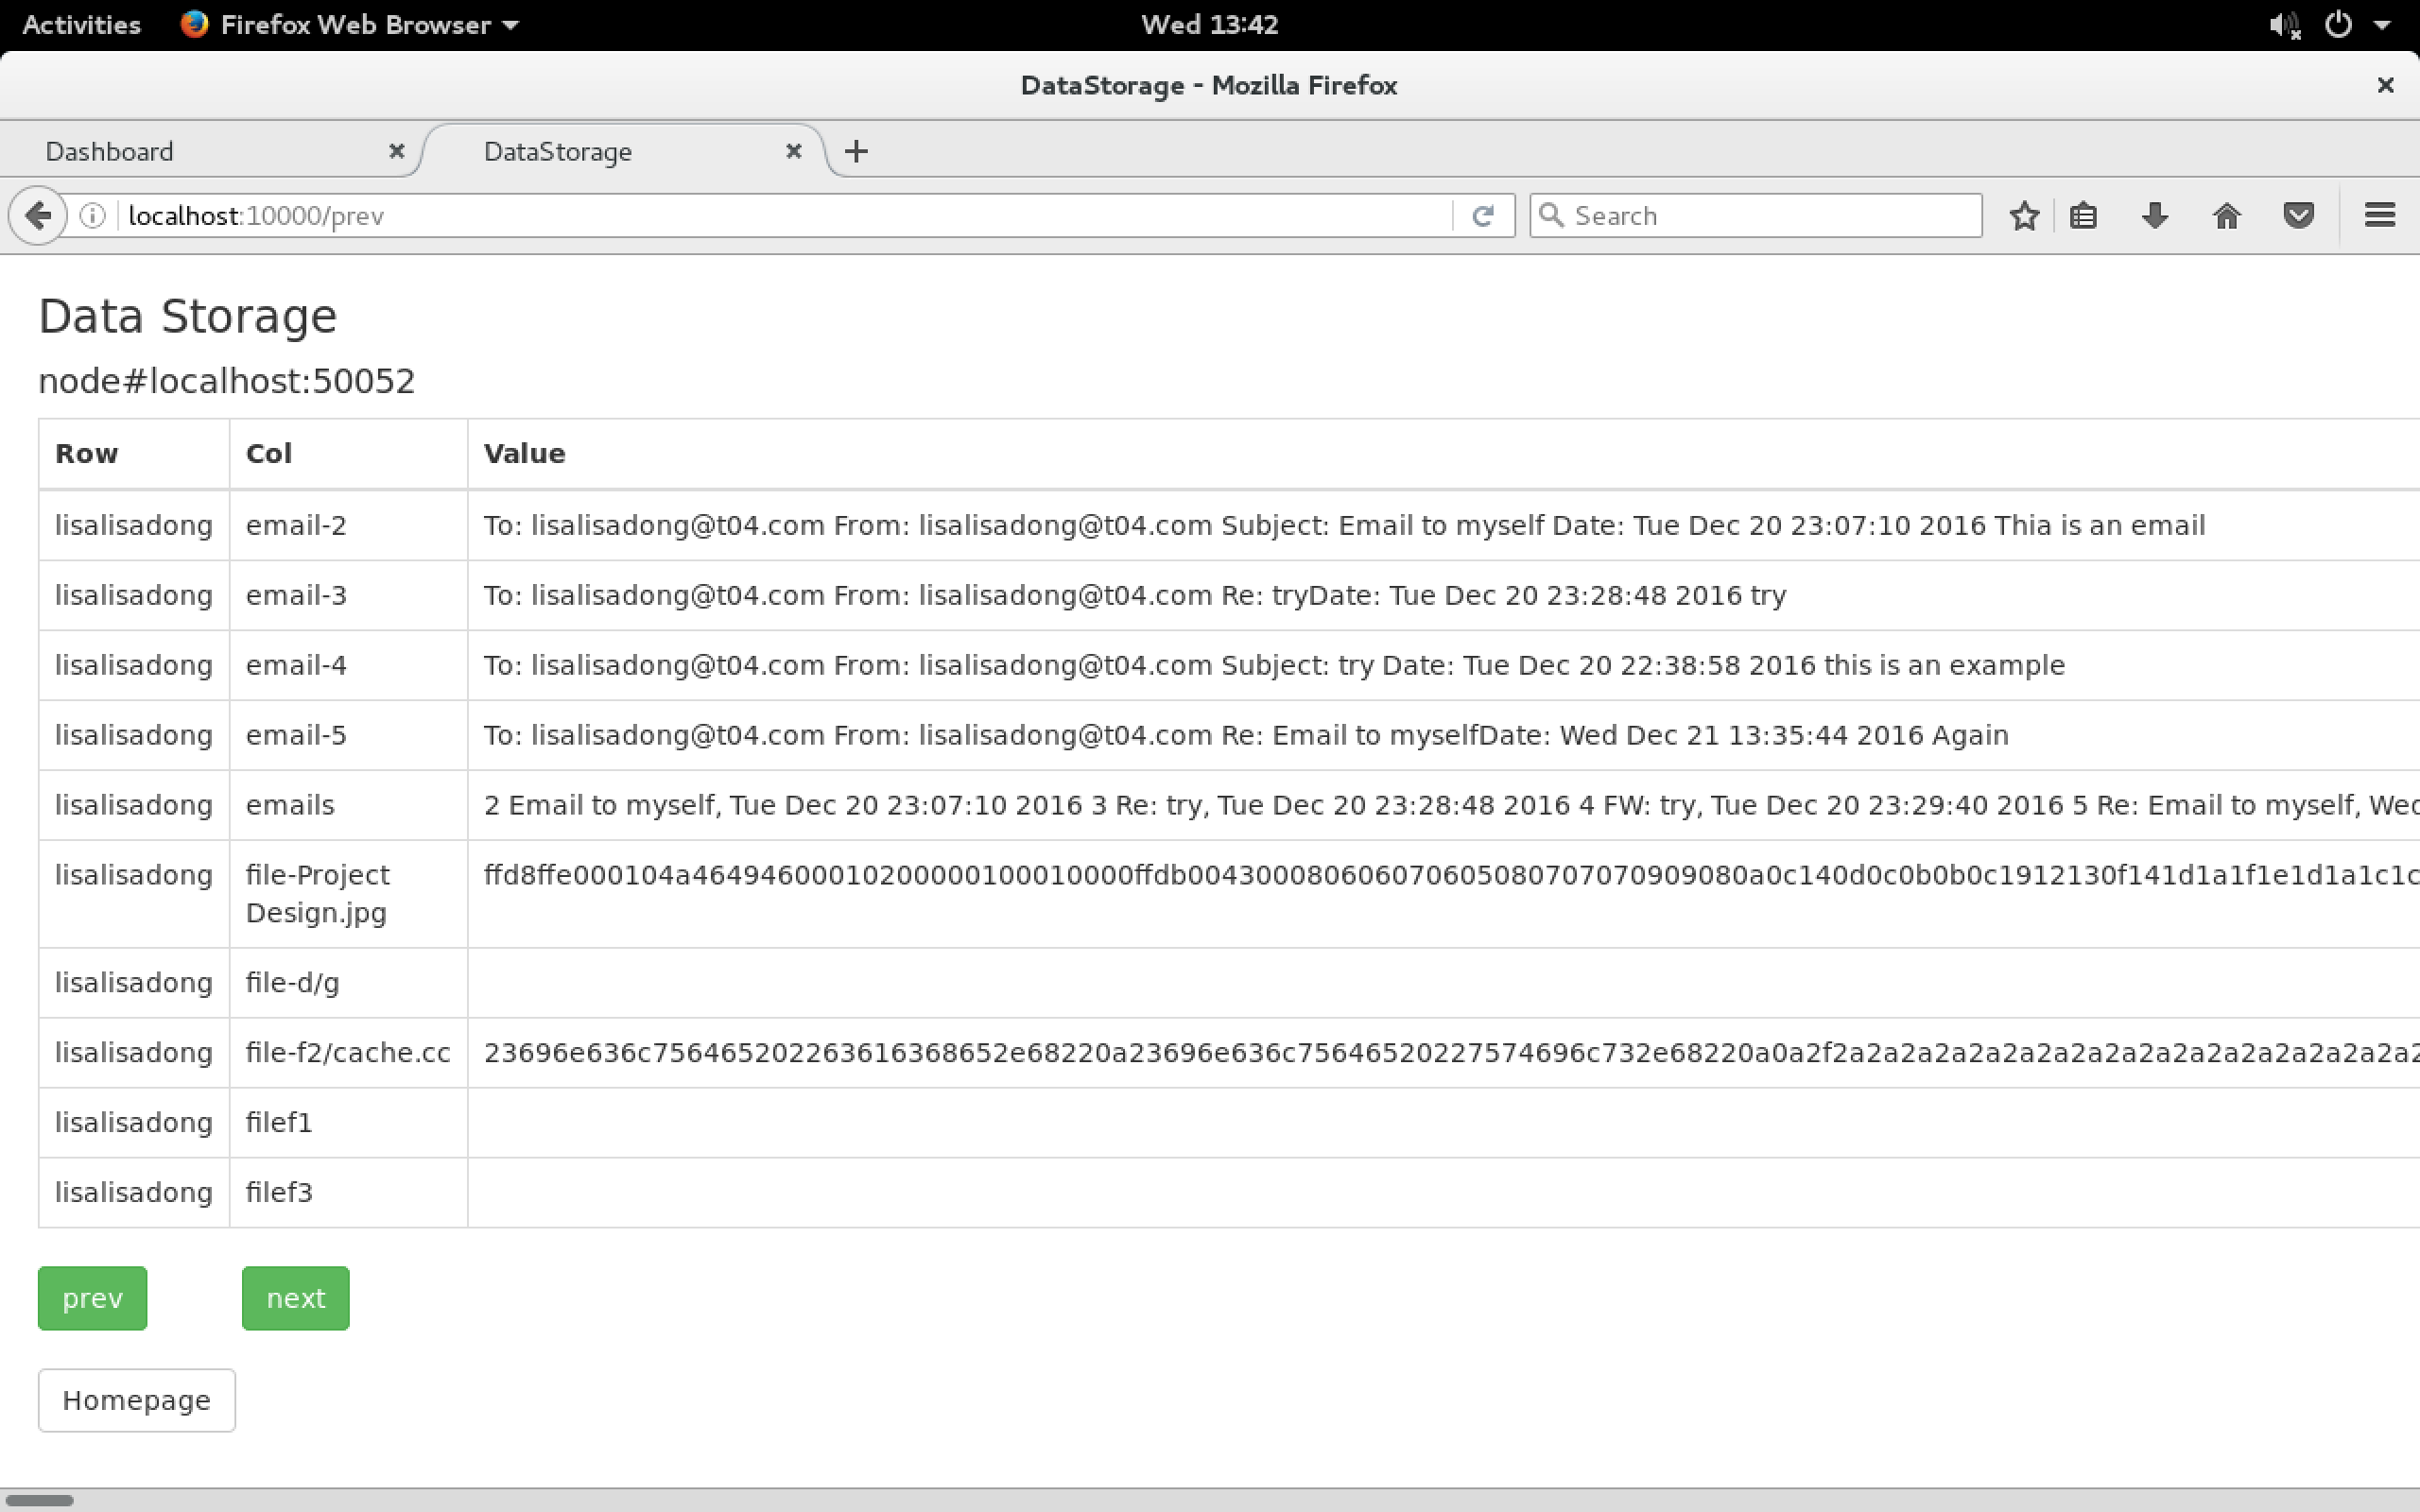 Activities Firefox Web Browser Wed 13:42
DataStorage - Mozilla Firefox
Dashboard DataStorage
localhost:10000/prev Search
Data Storage
node#localhost:50052
Row Col Value
lisalisadong email-2 To: lisalisadong@t04.com From: lisalisadong@t04.com Subject: Email to myself Date: Tue Dec 20 23:07:10 2016 Thia is an email
lisalisadong email-3 To: lisalisadong@t04.com From: lisalisadong@t04.com Re: tryDate: Tue Dec 20 23:28:48 2016 try
lisalisadong email-4 To: lisalisadong@t04.com From: lisalisadong@t04.com Subject: try Date: Tue Dec 20 22:38:58 2016 this is an example
lisalisadong email-5 To: lisalisadong@t04.com From: lisalisadong@t04.com Re: Email to myselfDate: Wed Dec 21 13:35:44 2016 Again
lisalisadong emails 2 Email to myself, Tue Dec 20 23:07:10 2016 3 Re: try, Tue Dec 20 23:28:48 2016 4 FW: try, Tue Dec 20 23:29:40 2016 5 Re: Email to myself, Wed
lisalisadong file-Project ffd8ffe000104a46494600010200000100010000ffdb00430008060607060508070707090908​0a0c140d0c0b0b0c1912130f141d1a1f1e1d1a1c1c
Design.jpg
lisalisadong file-d/g
lisalisadong file-f2/cache.cc 23696e636c756465202263616368652e68220a23696e636c75646520227574696c732e68220a0a2f2a2a2a2a2a2a2a2a2a2a2a2a2a2a2a2a2a2
lisalisadong filef1
lisalisadong filef3
prev next
Homepage